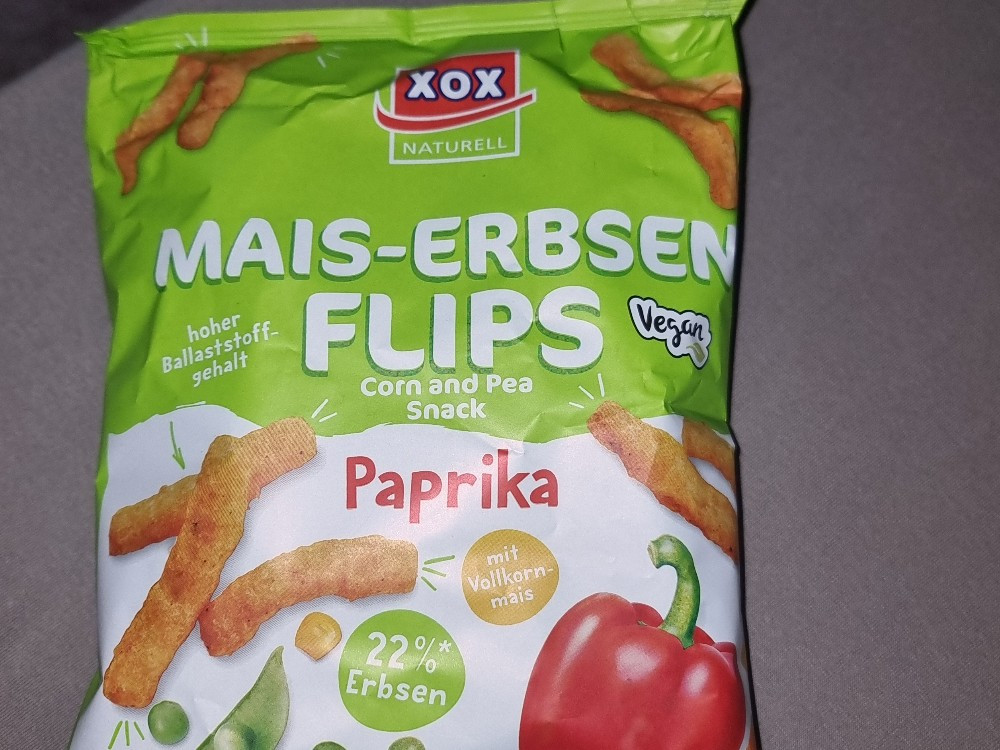 XOX
NATURELL
MAIS-ERBSEN
FLIPS
Vegan
hoher
Ballaststoff-
gehalt
Corn and Pea
Snack
Paprika
mit
Vollkorn-
mais
22%*
Erbsen